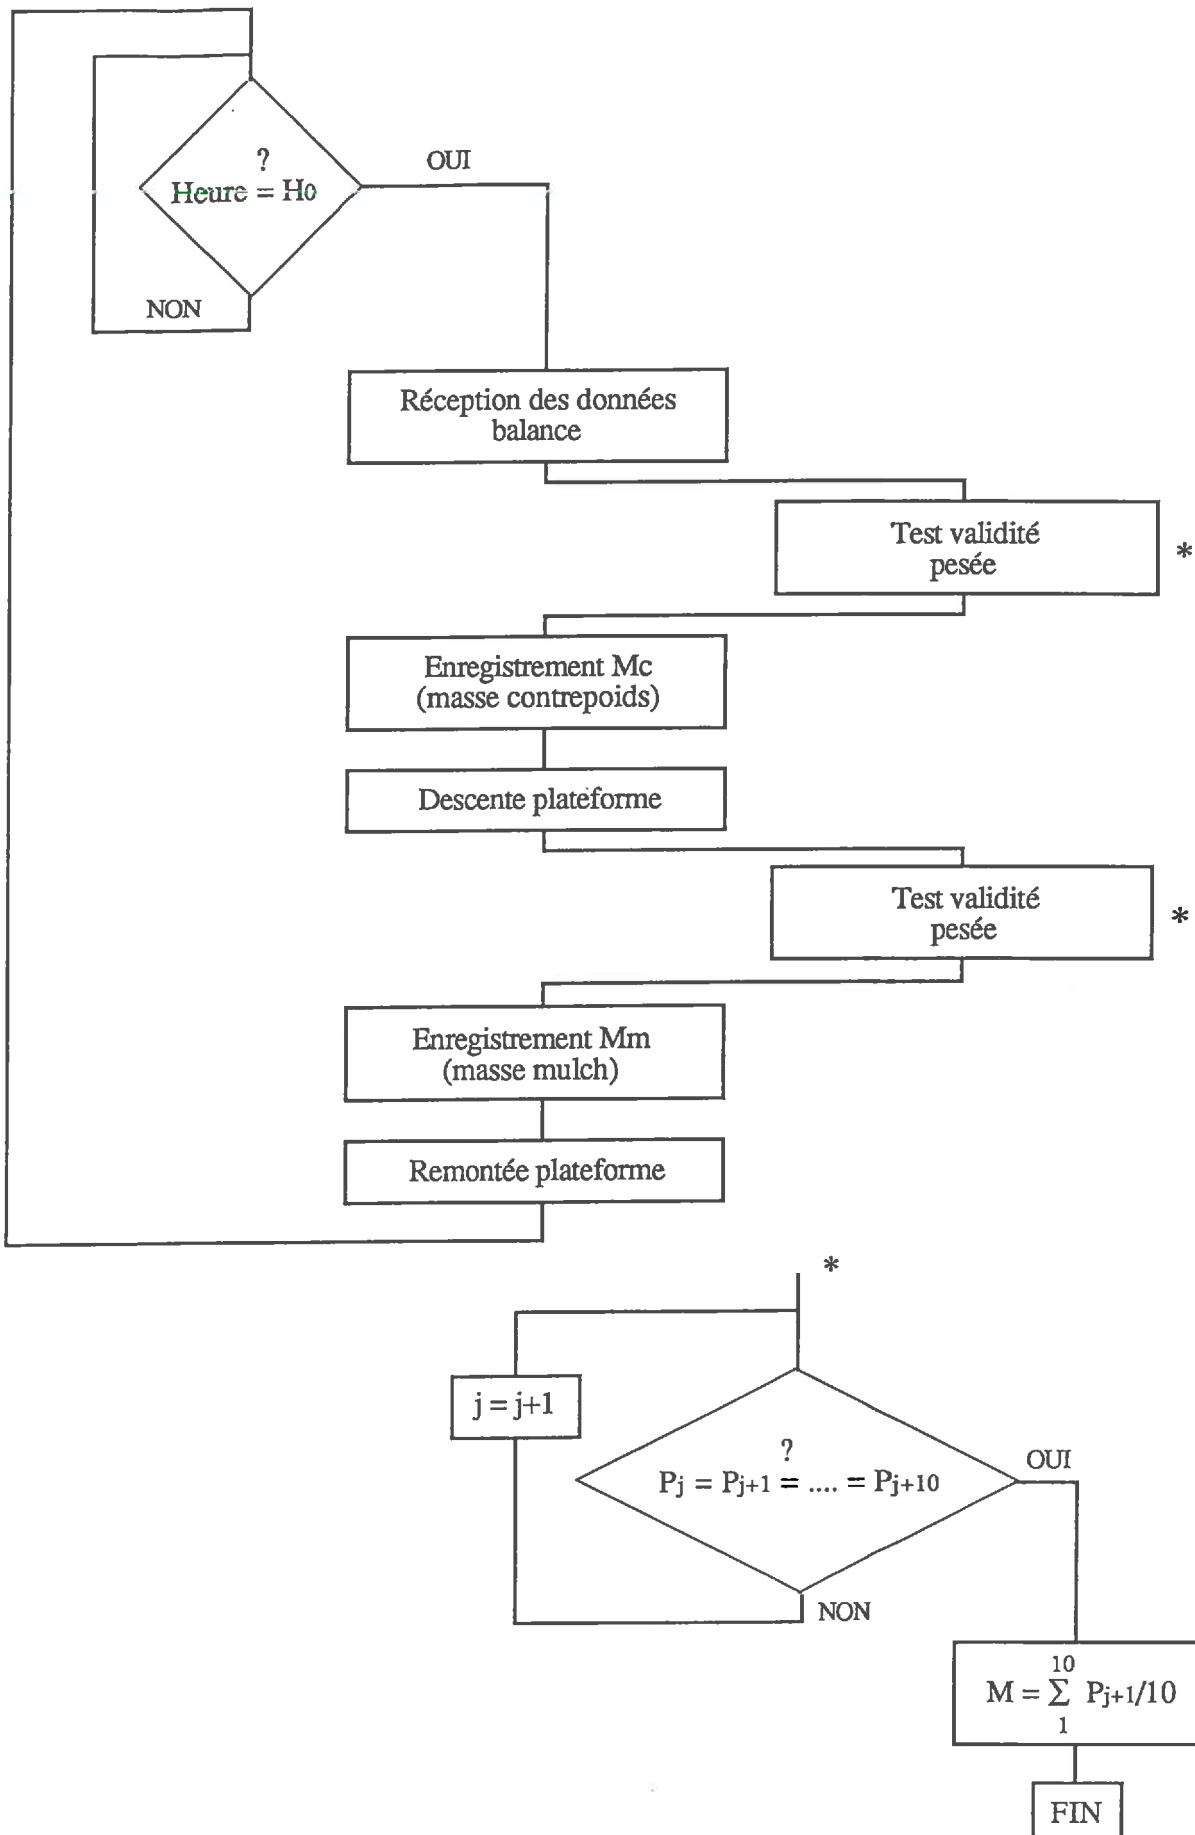 ?
Heure = H0
OUI
NON
Réception des données
balance
Test validité
pesée
*
Enregistrement Mc
(masse contrepoids)
Descente plateforme
Test validité
pesée
*
Enregistrement Mm
(masse mulch)
Remontée plateforme
*
j = j+1
?
Pj = Pj+1 = .... = Pj+10
OUI
NON
10
M = Σ Pj+1/10
1
FIN